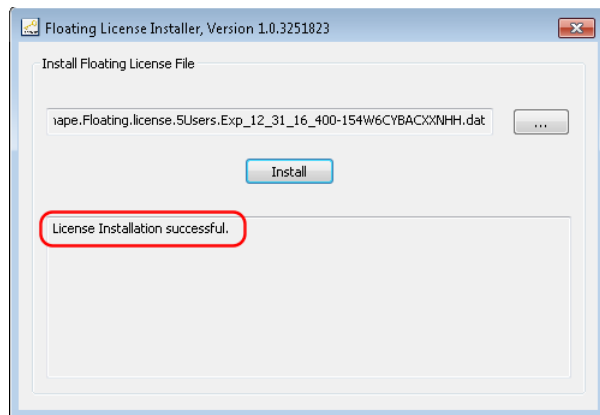 Floating License Installer, Version 1.0.3251823
Install Floating License File
ape.Floating.license.5Users.Exp_12_31_16_400-154W6CYBACXXNHH.dat
...
Install
License Installation successful.